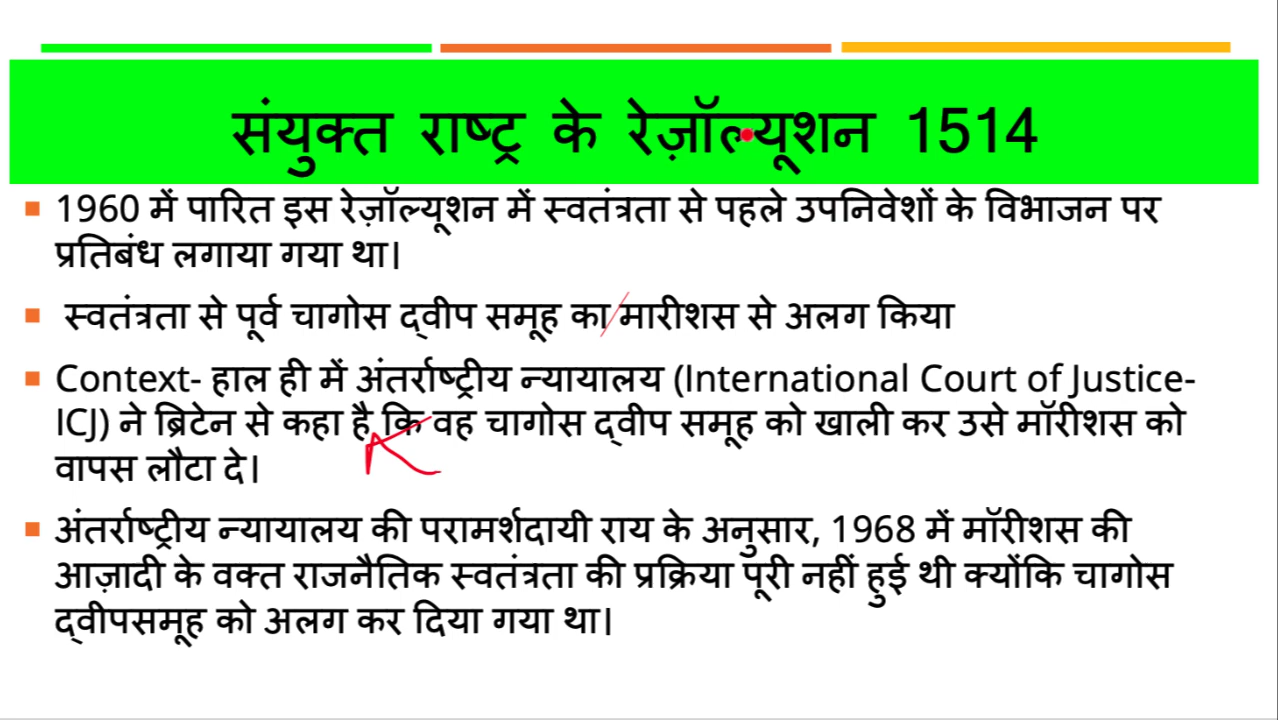 संयुक्त राष्ट्र के रेज़ॉल्यूशन 1514
1960 में पारित इस रेज़ॉल्यूशन में स्वतंत्रता से पहले उपनिवेशों के विभाजन पर
प्रतिबंध लगाया गया था।
स्वतंत्रता से पूर्व चागोस द्वीप समूह का मारीशस से अलग किया
Context- हाल ही में अंतर्राष्ट्रीय न्यायालय (International Court of Justice-
ICJ) ने ब्रिटेन से कहा है कि वह चागोस द्वीप समूह को खाली कर उसे मॉरीशस को
वापस लौटा दे।
अंतर्राष्ट्रीय न्यायालय की परामर्शदायी राय के अनुसार, 1968 में मॉरीशस की
आज़ादी के वक्त राजनैतिक स्वतंत्रता की प्रक्रिया पूरी नहीं हुई थी क्योंकि चागोस
द्वीपसमूह को अलग कर दिया गया था।